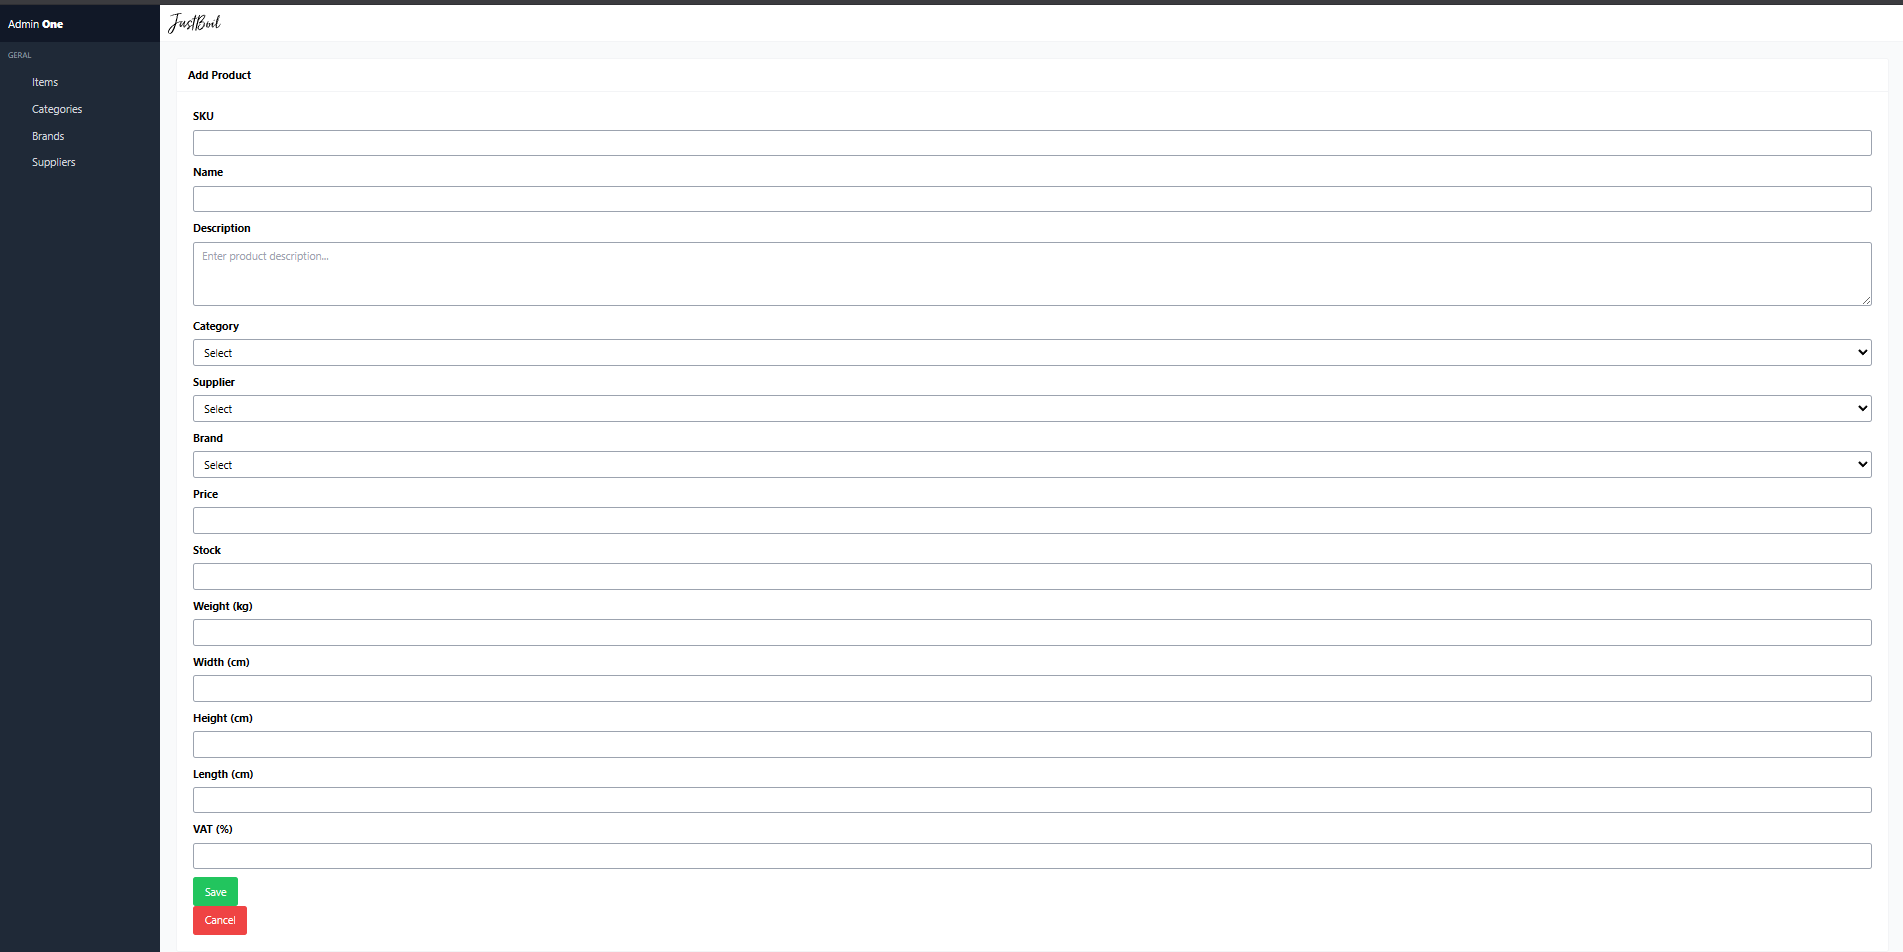 Admin One
JustBoil
GERAL
Items
Categories
Brands
Suppliers
Add Product
SKU
Name
Description
Enter product description...
Category
Select
Supplier
Select
Brand
Select
Price
Stock
Weight (kg)
Width (cm)
Height (cm)
Length (cm)
VAT (%)
Save
Cancel